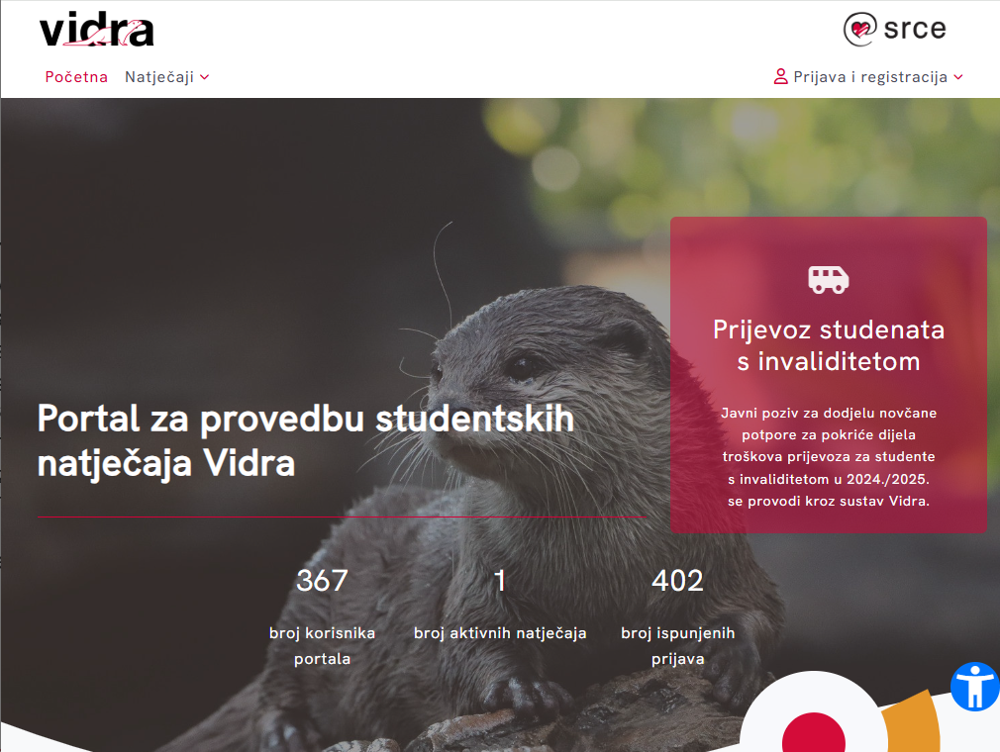 vidra
srce
Početna
Natječaji
Prijava i registracija
Prijevoz studenata
s invaliditetom
Javni poziv za dodjelu novčane
potpore za pokriće dijela
troškova prijevoza za studente
s invaliditetom u 2024./2025.
se provodi kroz sustav Vidra.
Portal za provedbu studentskih
natječaja Vidra
367
broj korisnika
portala
1
broj aktivnih natječaja
402
broj ispunjenih
prijava